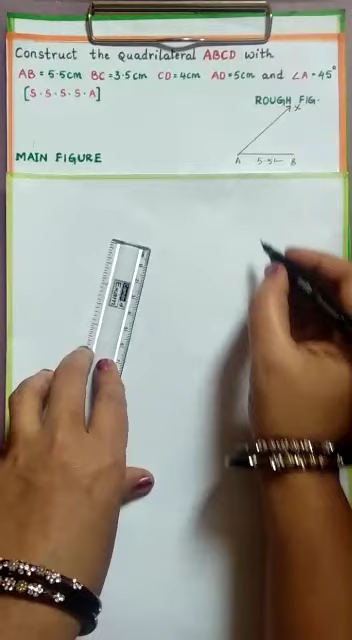 Construct the quadrilateral ABCD with
AB = 5.5cm BC = 3.5cm CD = 4cm AD = 5cm and ∠A = 45°
[S.S.S.S.A]
ROUGH FIG.
X
A 5.5 B
MAIN FIGURE